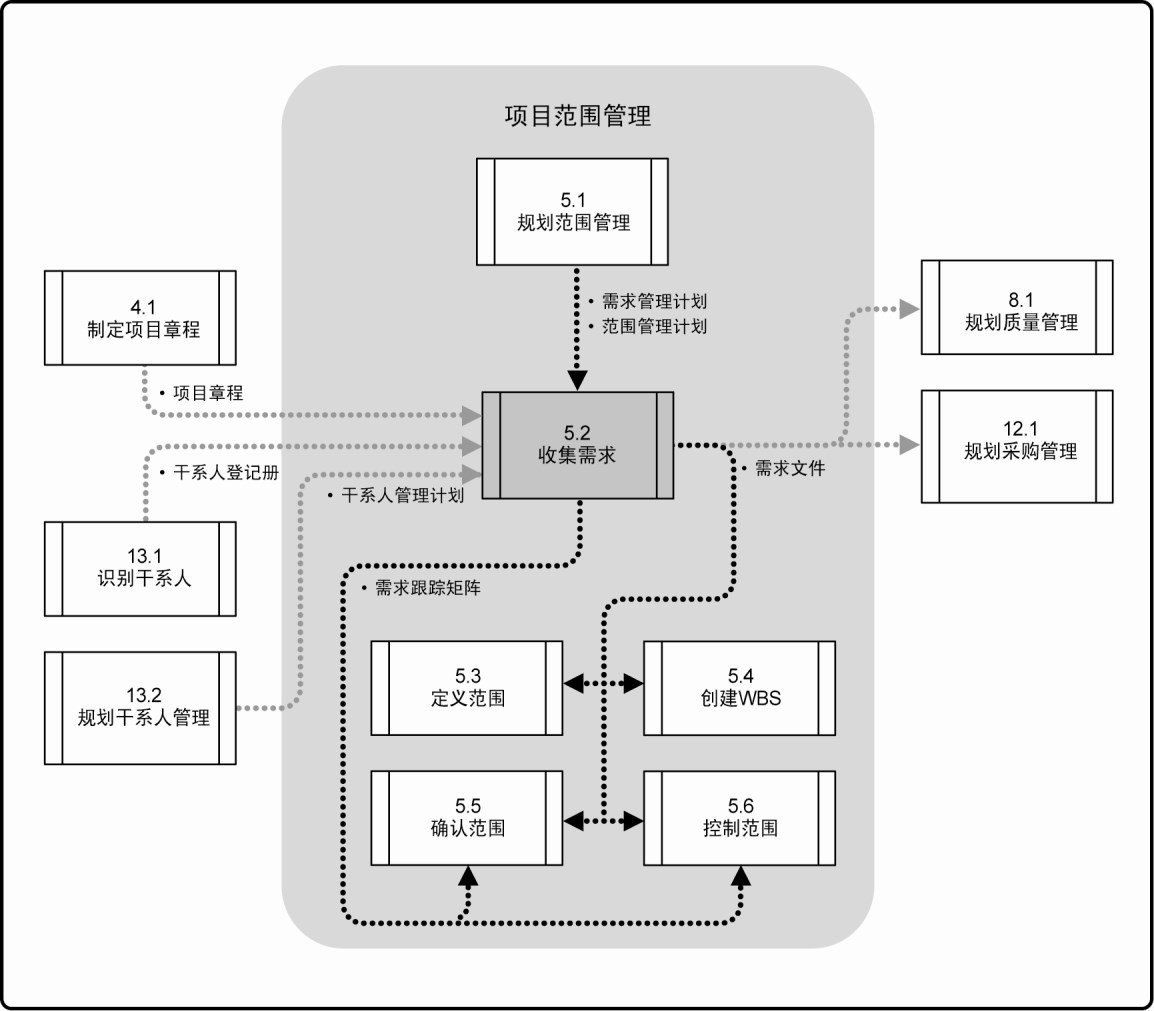 项目范围管理
5.1
规划范围管理
• 需求管理计划
• 范围管理计划
4.1
制定项目章程
• 项目章程
8.1
规划质量管理
5.2
收集需求
12.1
规划采购管理
• 干系人登记册
• 干系人管理计划
• 需求文件
13.1
识别干系人
• 需求跟踪矩阵
13.2
规划干系人管理
5.3
定义范围
5.4
创建WBS
5.5
确认范围
5.6
控制范围